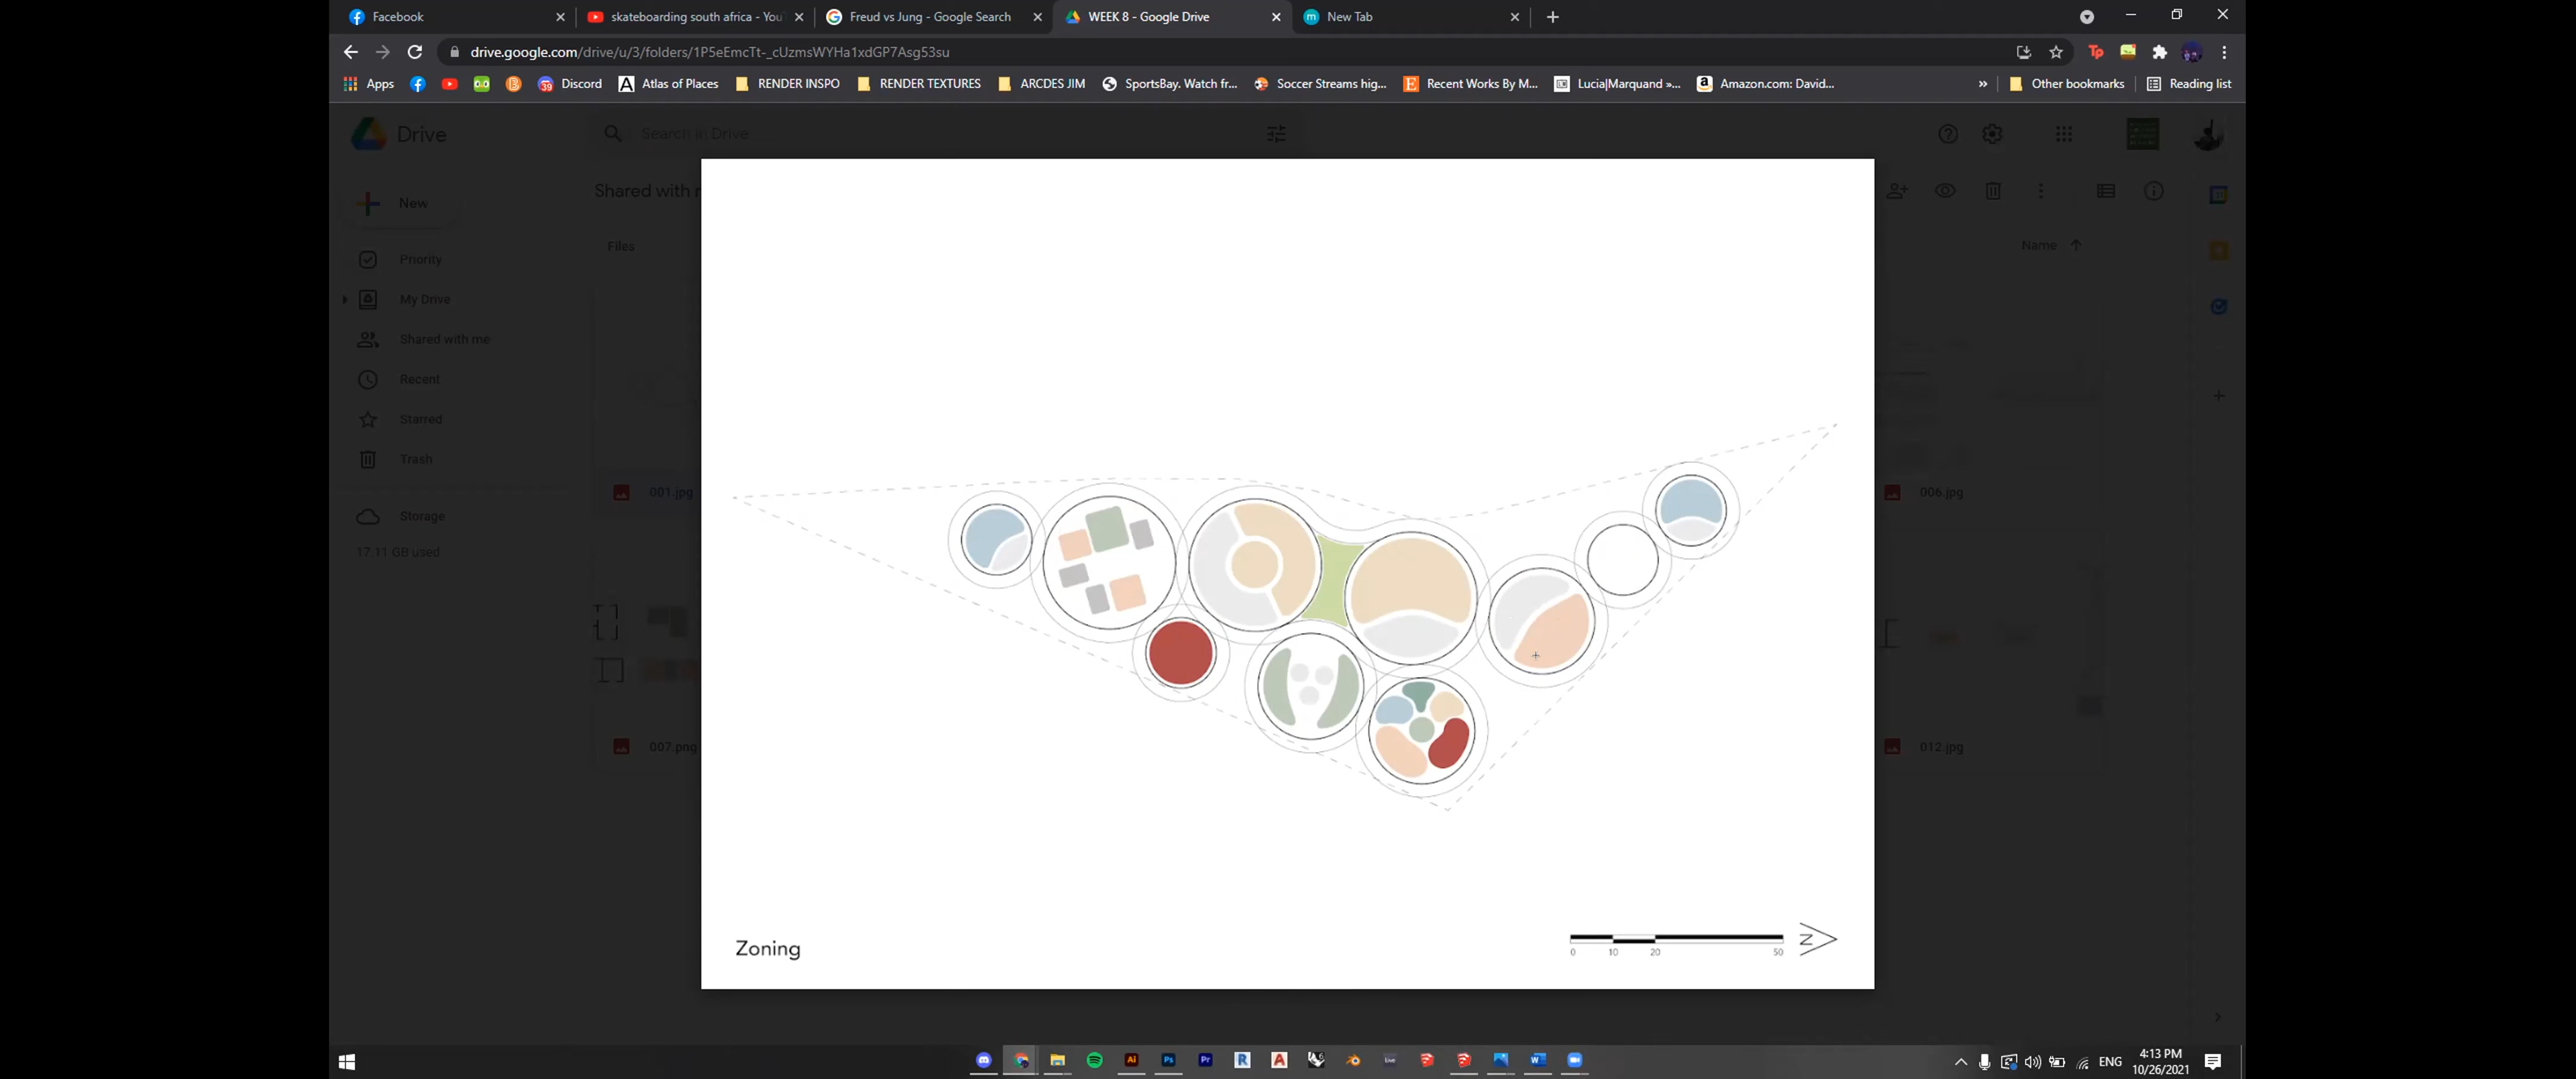 Facebook
skateboarding south africa - You
Freud vs Jung - Google Search
WEEK 8 - Google Drive
New Tab
drive.google.com/drive/u/3/folders/1P5eEmcTt-_cUzmsWYHa1xdGP7Asg53su
Apps
39
Discord
Atlas of Places
RENDER INSPO
RENDER TEXTURES
ARCDES JIM
SportsBay. Watch fr...
Soccer Streams hig...
Recent Works By M...
Lucia|Marquand »...
Amazon.com: David...
»
Other bookmarks
Reading list
Drive
Search in Drive
New
Shared with
Files
Name
Priority
My Drive
Shared with me
Recent
Starred
Trash
Storage
17.11 GB used
001.jpg
006.jpg
007.png
012.jpg
Zoning
0 10 20 50
N
ENG
4:13 PM
10/26/2021